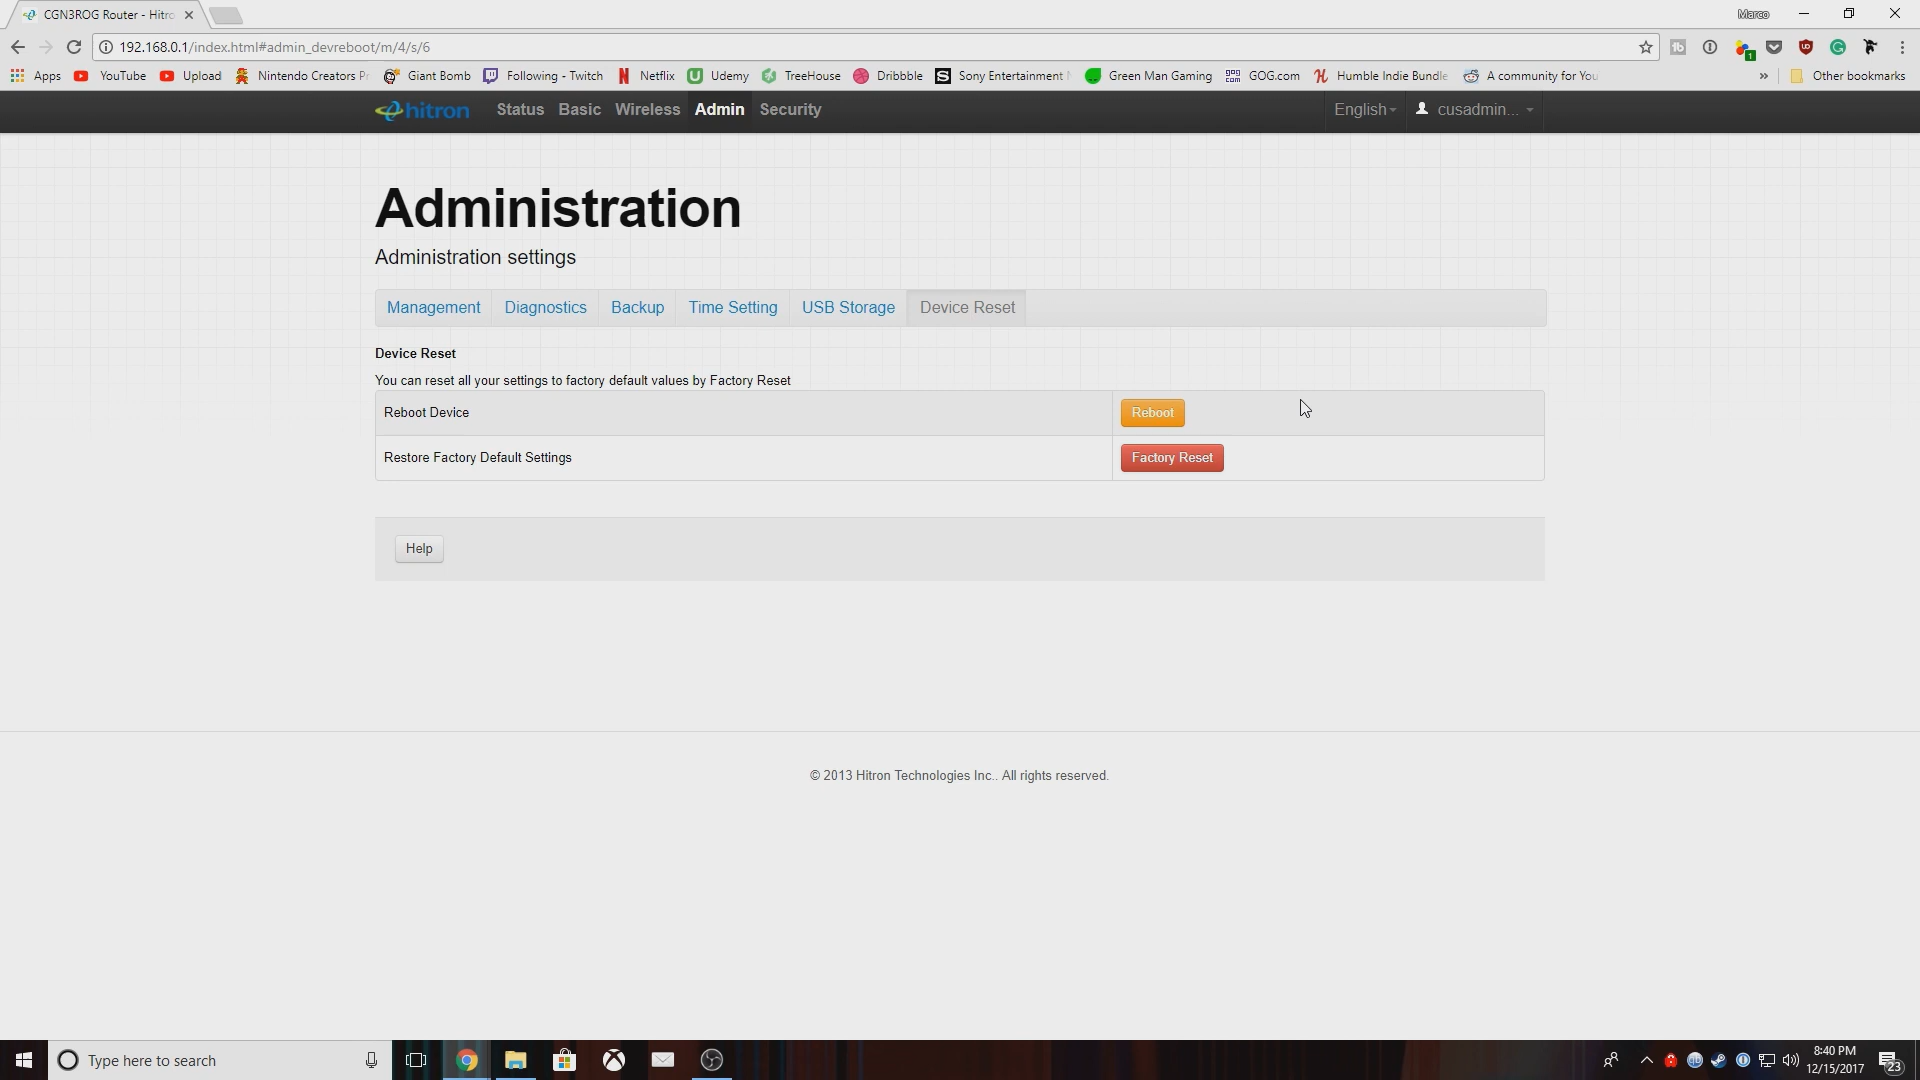 CGN3ROG Router - Hitro
Marco
192.168.0.1/index.html#admin_devreboot/m/4/s/6
Apps YouTube Upload Nintendo Creators Pr Giant Bomb Following - Twitch Netflix Udemy TreeHouse Dribbble Sony Entertainment N Green Man Gaming GOG.com Humble Indie Bundle A community for You » Other bookmarks
hitron Status Basic Wireless Admin Security English cusadmin...
Administration
Administration settings
Management Diagnostics Backup Time Setting USB Storage Device Reset
Device Reset
You can reset all your settings to factory default values by Factory Reset
Reboot Device Reboot
Restore Factory Default Settings Factory Reset
Help
© 2013 Hitron Technologies Inc.. All rights reserved.
Type here to search
8:40 PM
12/15/2017
23